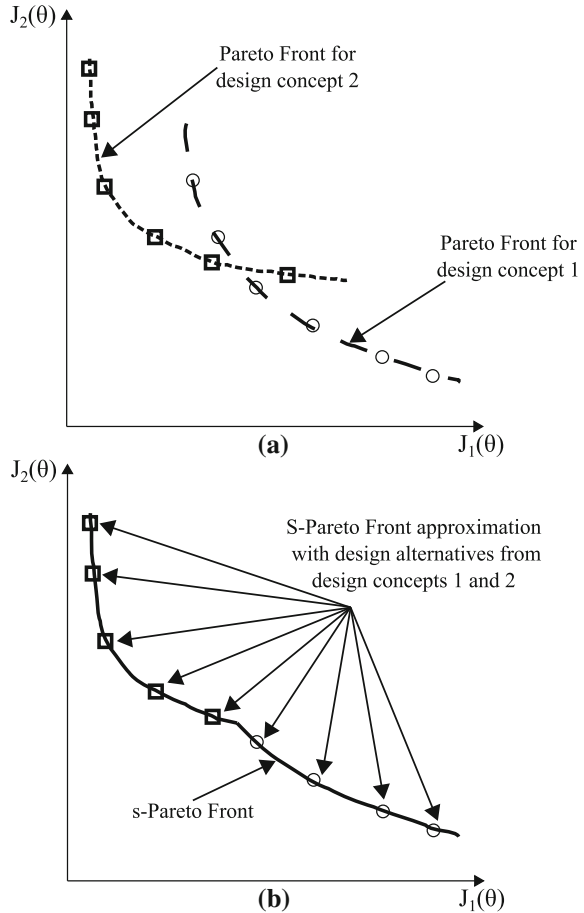 J2(θ)
Pareto Front for
design concept 2
Pareto Front for
design concept 1
J1(θ)
(a)
J2(θ)
S-Pareto Front approximation
with design alternatives from
design concepts 1 and 2
s-Pareto Front
J1(θ)
(b)